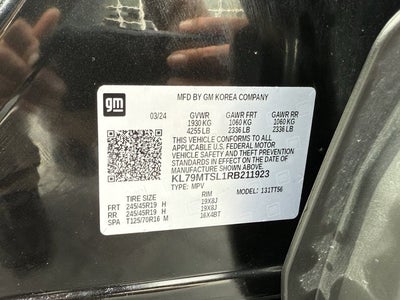 gm
MFD BY GM KOREA COMPANY
03/24 GVWR GAWR FRT GAWR RR
1930 KG 1060 KG 1060 KG
4255 LB 2336 LB 2336 LB
THIS VEHICLE CONFORMS TO ALL
APPLICABLE U.S. FEDERAL MOTOR
VEHICLE SAFETY AND THEFT PREVENTION
STANDARDS IN EFFECT ON THE DATE OF
MANUFACTURE SHOWN ABOVE.
KL79MTSL1RB211923
TYPE: MPV MODEL: 131TT56
TIRE SIZE RIM
FRT 245/45R19 H 19X8J
RR 245/45R19 H 19X8J
SPA T125/70R16 M 16X4BT